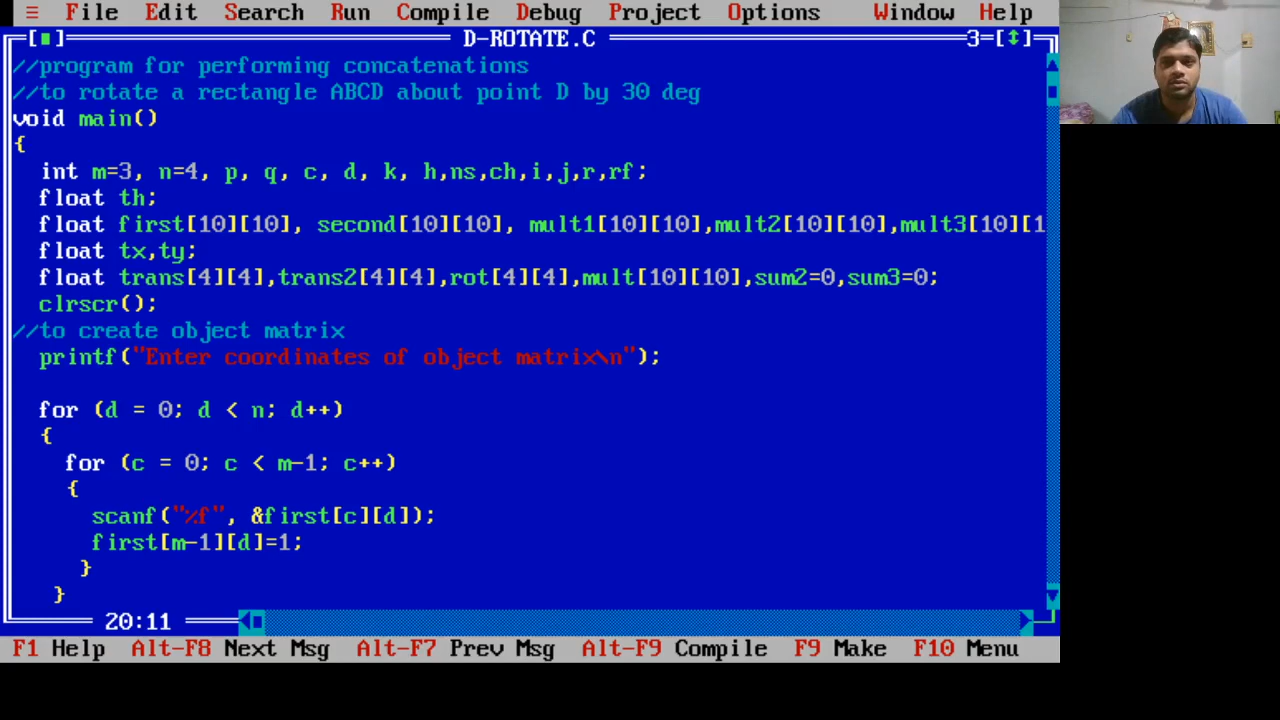 ≡ File Edit Search Run Compile Debug Project Options Window Help
[■] D-ROTATE.C 3=[↕]
//program for performing concatenations
//to rotate a rectangle ABCD about point D by 30 deg
void main()
{
int m=3, n=4, p, q, c, d, k, h,ns,ch,i,j,r,rf;
float th;
float first[10][10], second[10][10], mult1[10][10],mult2[10][10],mult3[10][1
float tx,ty;
float trans[4][4],trans2[4][4],rot[4][4],mult[10][10],sum2=0,sum3=0;
clrscr();
//to create object matrix
printf("Enter coordinates of object matrix\n");
for (d = 0; d < n; d++)
{
for (c = 0; c < m-1; c++)
{
scanf("%f", &first[c][d]);
first[m-1][d]=1;
}
}
20:11
F1 Help Alt-F8 Next Msg Alt-F7 Prev Msg Alt-F9 Compile F9 Make F10 Menu